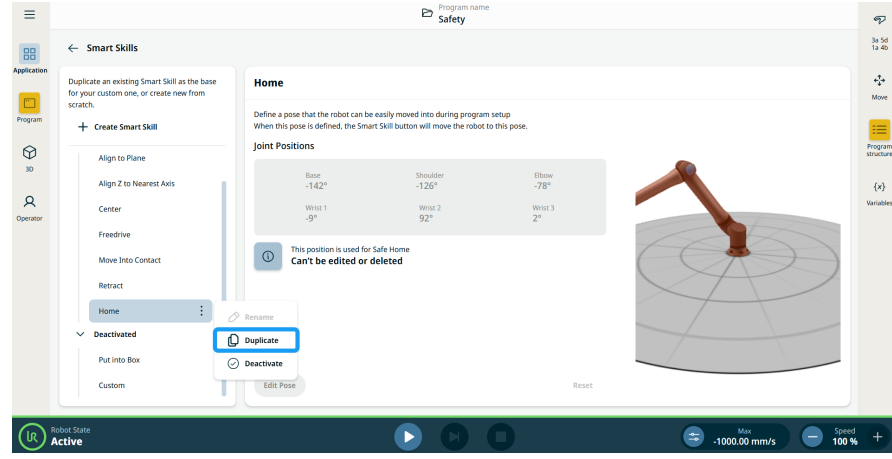 Program name
Safety
Smart Skills
Application
Program
3D
Operator
Duplicate an existing Smart Skill as the base
for your custom one, or create new from
scratch.
Create Smart Skill
Align to Plane
Align Z to Nearest Axis
Center
Freedrive
Move Into Contact
Retract
Home
Deactivated
Put into Box
Custom
Rename
Duplicate
Deactivate
Home
Define a pose that the robot can be easily moved into during program setup
When this pose is defined, the Smart Skill button will move the robot to this pose.
Joint Positions
Base
-142°
Shoulder
-126°
Elbow
-78°
Wrist 1
-9°
Wrist 2
92°
Wrist 3
2°
This position is used for Safe Home
Can't be edited or deleted
Edit Pose
Reset
3a 5d
1a 4b
Move
Program
structure
{x}
Variables
UR
Robot State
Active
Max
-1000.00 mm/s
Speed
100 %